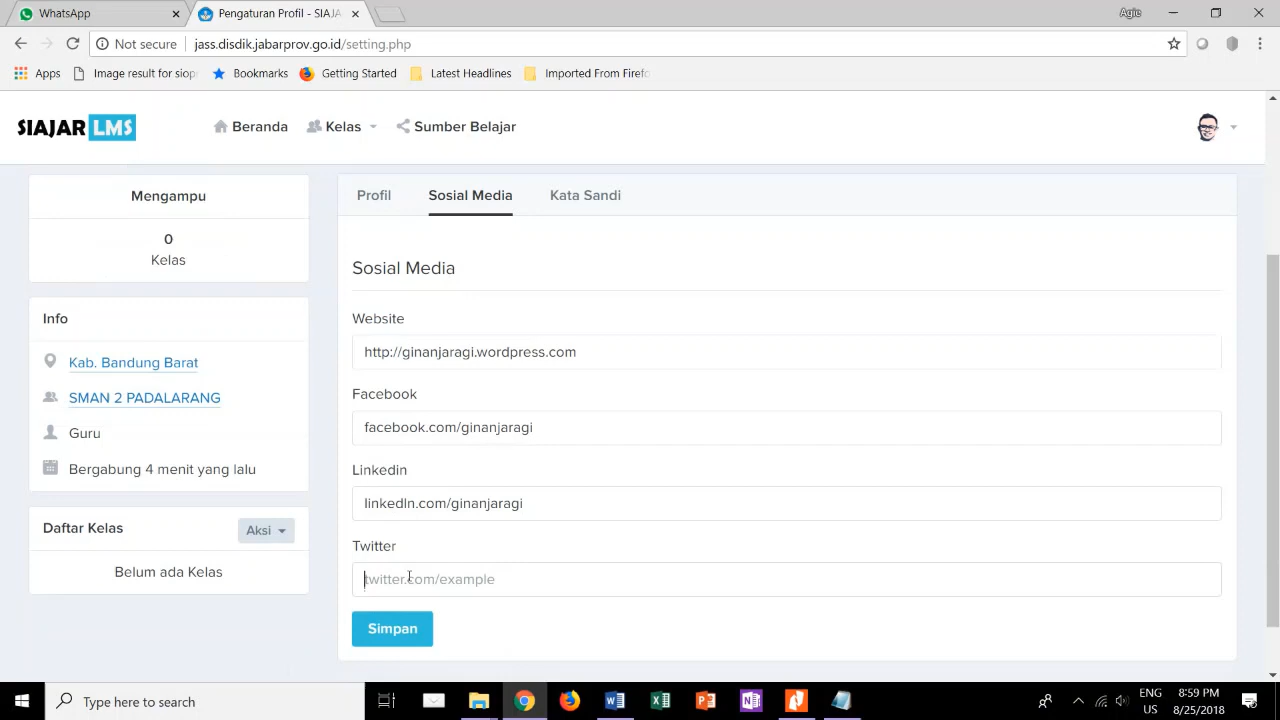 WhatsApp
Pengaturan Profil - SIAJA
Agie
Not secure
jass.disdik.jabarprov.go.id/setting.php
Apps
Image result for siop
Bookmarks
Getting Started
Latest Headlines
Imported From Firef
SIAJAR LMS
Beranda
Kelas
Sumber Belajar
Mengampu
0
Kelas
Info
Kab. Bandung Barat
SMAN 2 PADALARANG
Guru
Bergabung 4 menit yang lalu
Daftar Kelas
Aksi
Belum ada Kelas
Profil
Sosial Media
Kata Sandi
Sosial Media
Website
http://ginanjaragi.wordpress.com
Facebook
facebook.com/ginanjaragi
Linkedin
linkedIn.com/ginanjaragi
Twitter
twitter.com/example
Simpan
Type here to search
ENG
US
8:59 PM
8/25/2018